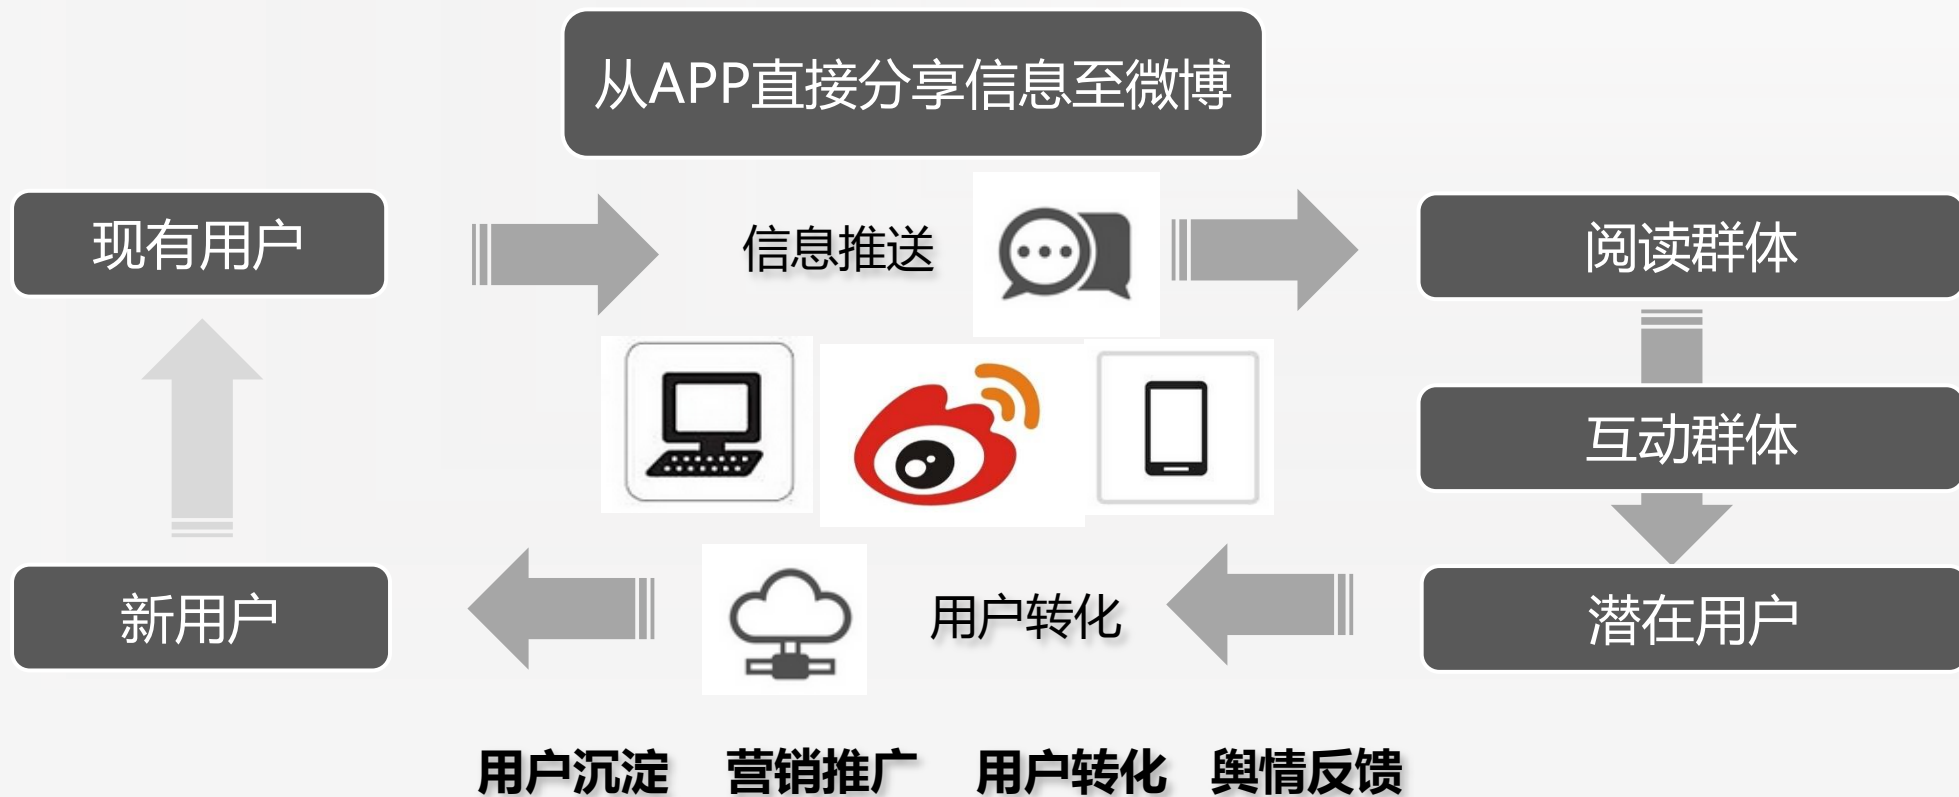 从APP直接分享信息至微博
现有用户
信息推送
阅读群体
互动群体
新用户
用户转化
潜在用户
用户沉淀 营销推广 用户转化 舆情反馈